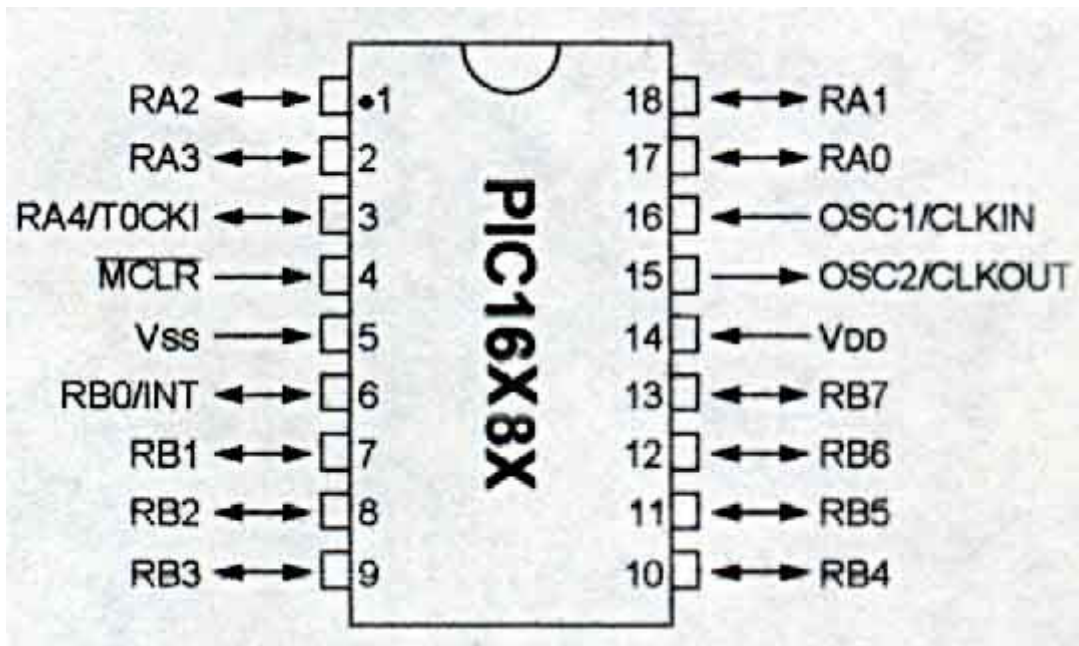 RA2 •1 18 RA1
RA3 2 17 RA0
RA4/T0CKI 3 16 OSC1/CLKIN
MCLR 4 15 OSC2/CLKOUT
VSS 5 14 VDD
RB0/INT 6 13 RB7
RB1 7 12 RB6
RB2 8 11 RB5
RB3 9 10 RB4
PIC16X8X